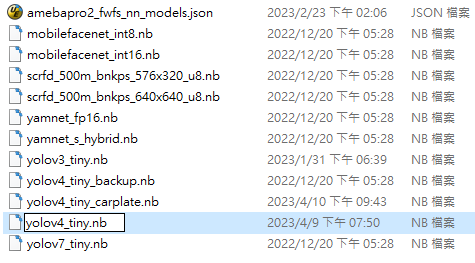 amebapro2_fwfs_nn_models.json 2023/2/23 下午 02:06 JSON 檔案
mobilefacenet_int8.nb 2022/12/20 下午 05:28 NB 檔案
mobilefacenet_int16.nb 2022/12/20 下午 05:28 NB 檔案
scrfd_500m_bnkps_576x320_u8.nb 2022/12/20 下午 05:28 NB 檔案
scrfd_500m_bnkps_640x640_u8.nb 2022/12/20 下午 05:28 NB 檔案
yamnet_fp16.nb 2022/12/20 下午 05:28 NB 檔案
yamnet_s_hybrid.nb 2022/12/20 下午 05:28 NB 檔案
yolov3_tiny.nb 2023/1/31 下午 06:39 NB 檔案
yolov4_tiny_backup.nb 2022/12/20 下午 05:28 NB 檔案
yolov4_tiny_carplate.nb 2023/4/10 下午 09:43 NB 檔案
yolov4_tiny.nb 2023/4/9 下午 07:50 NB 檔案
yolov7_tiny.nb 2022/12/20 下午 05:28 NB 檔案